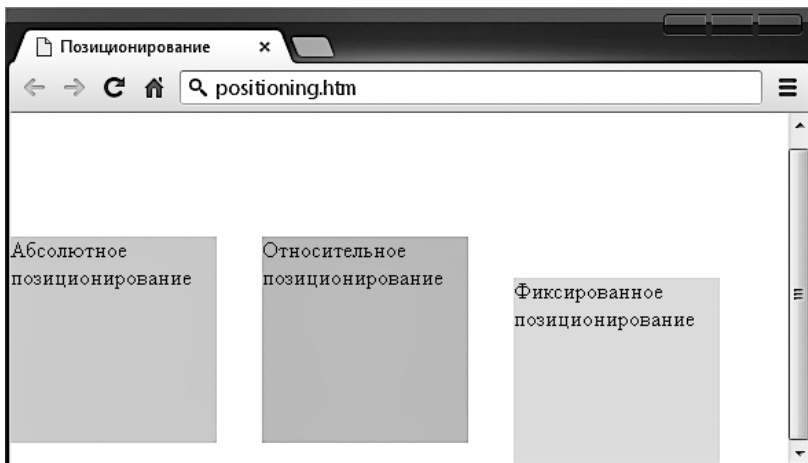 Позиционирование
positioning.htm
Абсолютное
позиционирование
Относительное
позиционирование
Фиксированное
позиционирование